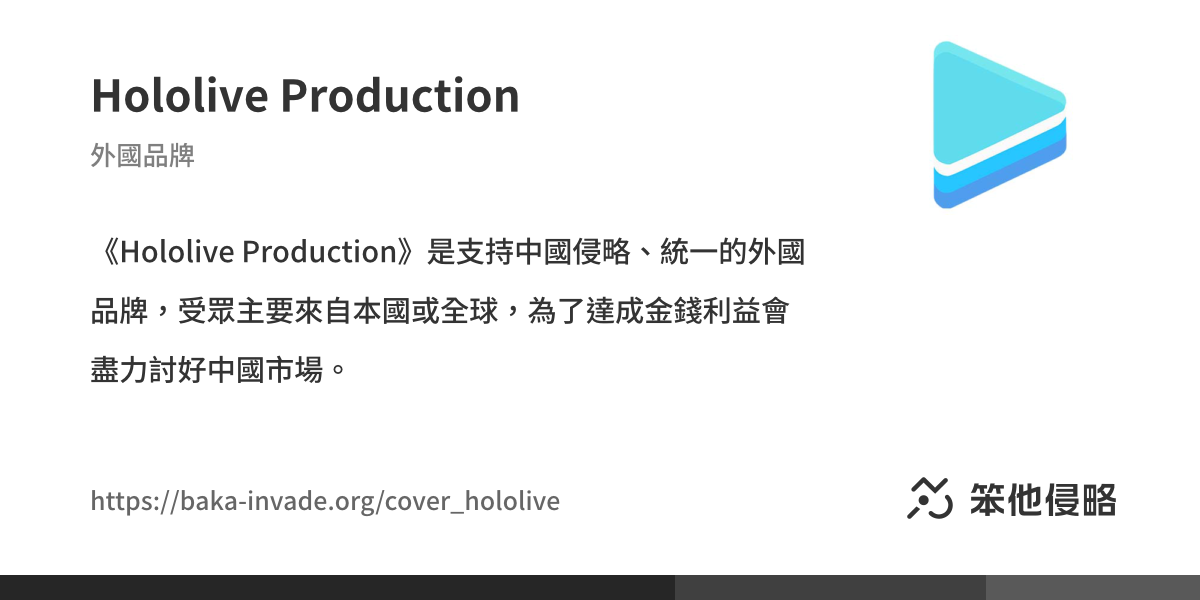 Hololive Production
外國品牌
《Hololive Production》是支持中國侵略、統一的外國
品牌，受眾主要來自本國或全球，為了達成金錢利益會
盡力討好中國市場。
https://baka-invade.org/cover_hololive
笨他侵略